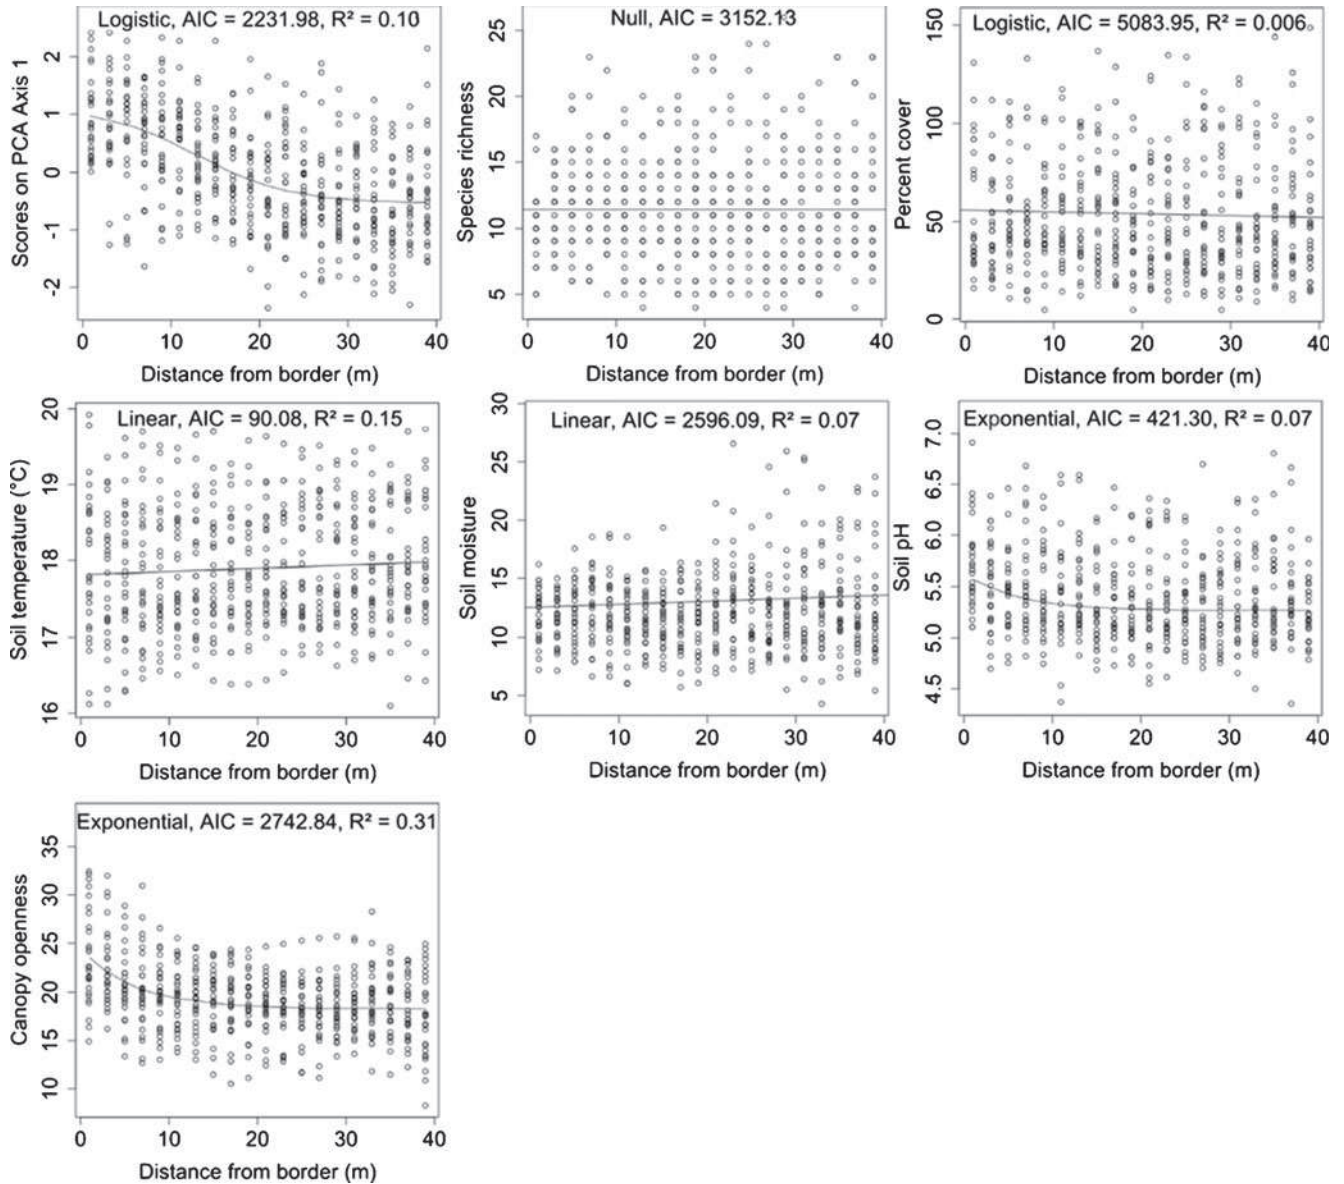 Logistic, AIC = 2231.98, R² = 0.10
Scores on PCA Axis 1
2
1
0
-1
-2
0 10 20 30 40
Distance from border (m)
Null, AIC = 3152.13
Species richness
25
20
15
10
5
0 10 20 30 40
Distance from border (m)
Logistic, AIC = 5083.95, R² = 0.006
Percent cover
150
100
50
0
0 10 20 30 40
Distance from border (m)
Linear, AIC = 90.08, R² = 0.15
Soil temperature (°C)
20
19
18
17
16
0 10 20 30 40
Distance from border (m)
Linear, AIC = 2596.09, R² = 0.07
Soil moisture
30
25
20
15
10
5
0 10 20 30 40
Distance from border (m)
Exponential, AIC = 421.30, R² = 0.07
Soil pH
7.0
6.5
6.0
5.5
5.0
4.5
0 10 20 30 40
Distance from border (m)
Exponential, AIC = 2742.84, R² = 0.31
Canopy openness
35
30
25
20
15
10
0 10 20 30 40
Distance from border (m)